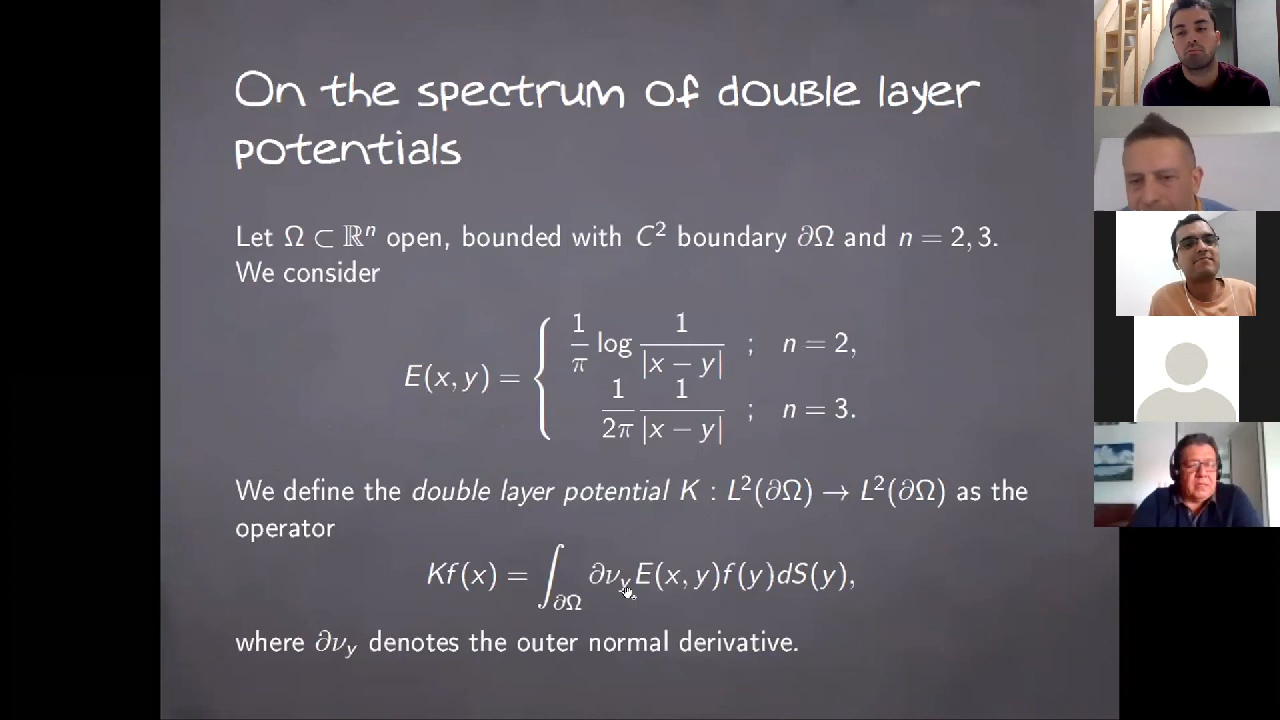 On the spectrum of double layer
potentials
Let Ω ⊂ ℝⁿ open, bounded with C² boundary ∂Ω and n = 2, 3.
We consider
E(x, y) = { 1/π log 1/|x − y| ; n = 2,
1/2π 1/|x − y| ; n = 3.
We define the double layer potential K : L²(∂Ω) → L²(∂Ω) as the
operator
Kf(x) = ∫_∂Ω ∂ν_y E(x, y)f(y)dS(y),
where ∂ν_y denotes the outer normal derivative.